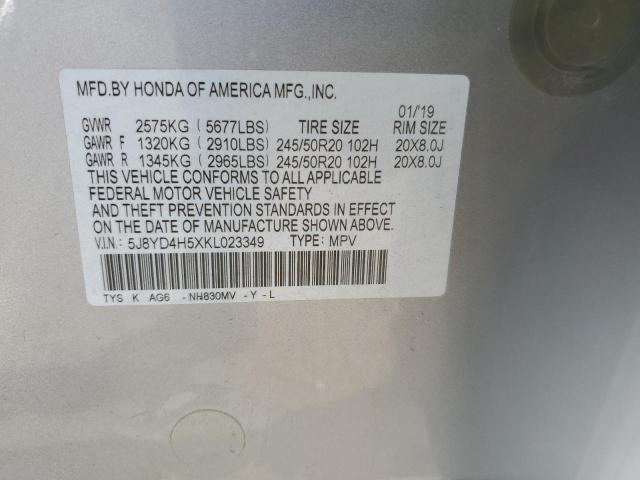 MFD.BY HONDA OF AMERICA MFG.,INC.
01/'19
GVWR 2575KG ( 5677LBS) TIRE SIZE RIM SIZE
GAWR F 1320KG ( 2910LBS) 245/50R20 102H 20X8.0J
GAWR R 1345KG ( 2965LBS) 245/50R20 102H 20X8.0J
THIS VEHICLE CONFORMS TO ALL APPLICABLE
FEDERAL MOTOR VEHICLE SAFETY
AND THEFT PREVENTION STANDARDS IN EFFECT
ON THE DATE OF MANUFACTURE SHOWN ABOVE.
V.I.N.: 5J8YD4H5XKL023349 TYPE: MPV
TYS K AG6 - NH830MV - Y - L